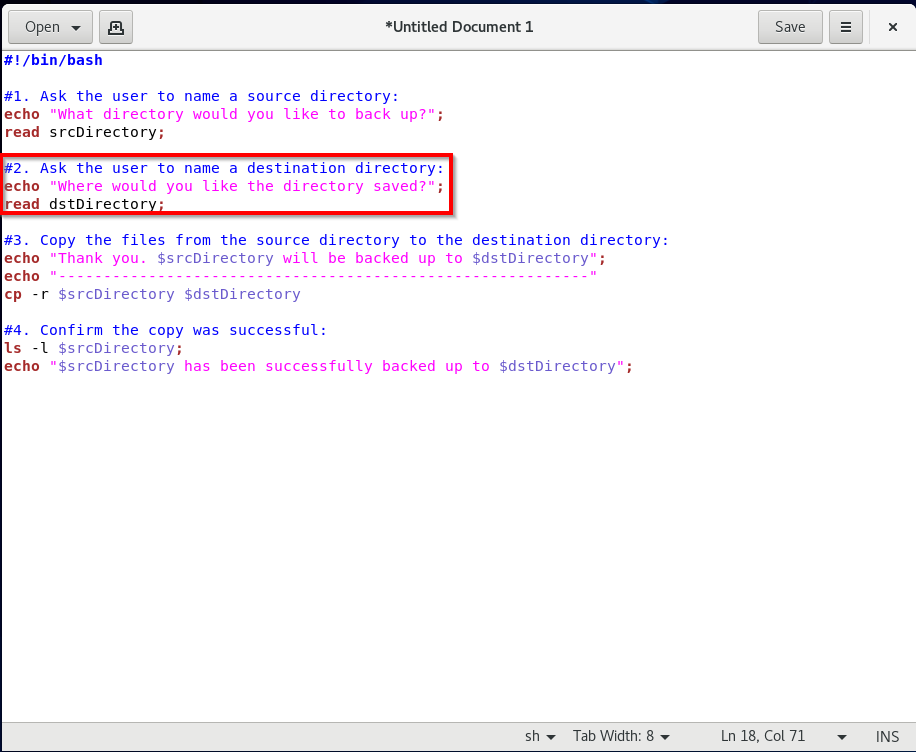 Open
*Untitled Document 1
Save
#!/bin/bash
#1. Ask the user to name a source directory:
echo "What directory would you like to back up?";
read srcDirectory;
#2. Ask the user to name a destination directory:
echo "Where would you like the directory saved?";
read dstDirectory;
#3. Copy the files from the source directory to the destination directory:
echo "Thank you. $srcDirectory will be backed up to $dstDirectory";
echo "-----------------------------------------------------------"
cp -r $srcDirectory $dstDirectory
#4. Confirm the copy was successful:
ls -l $srcDirectory;
echo "$srcDirectory has been successfully backed up to $dstDirectory";
sh Tab Width: 8 Ln 18, Col 71 INS